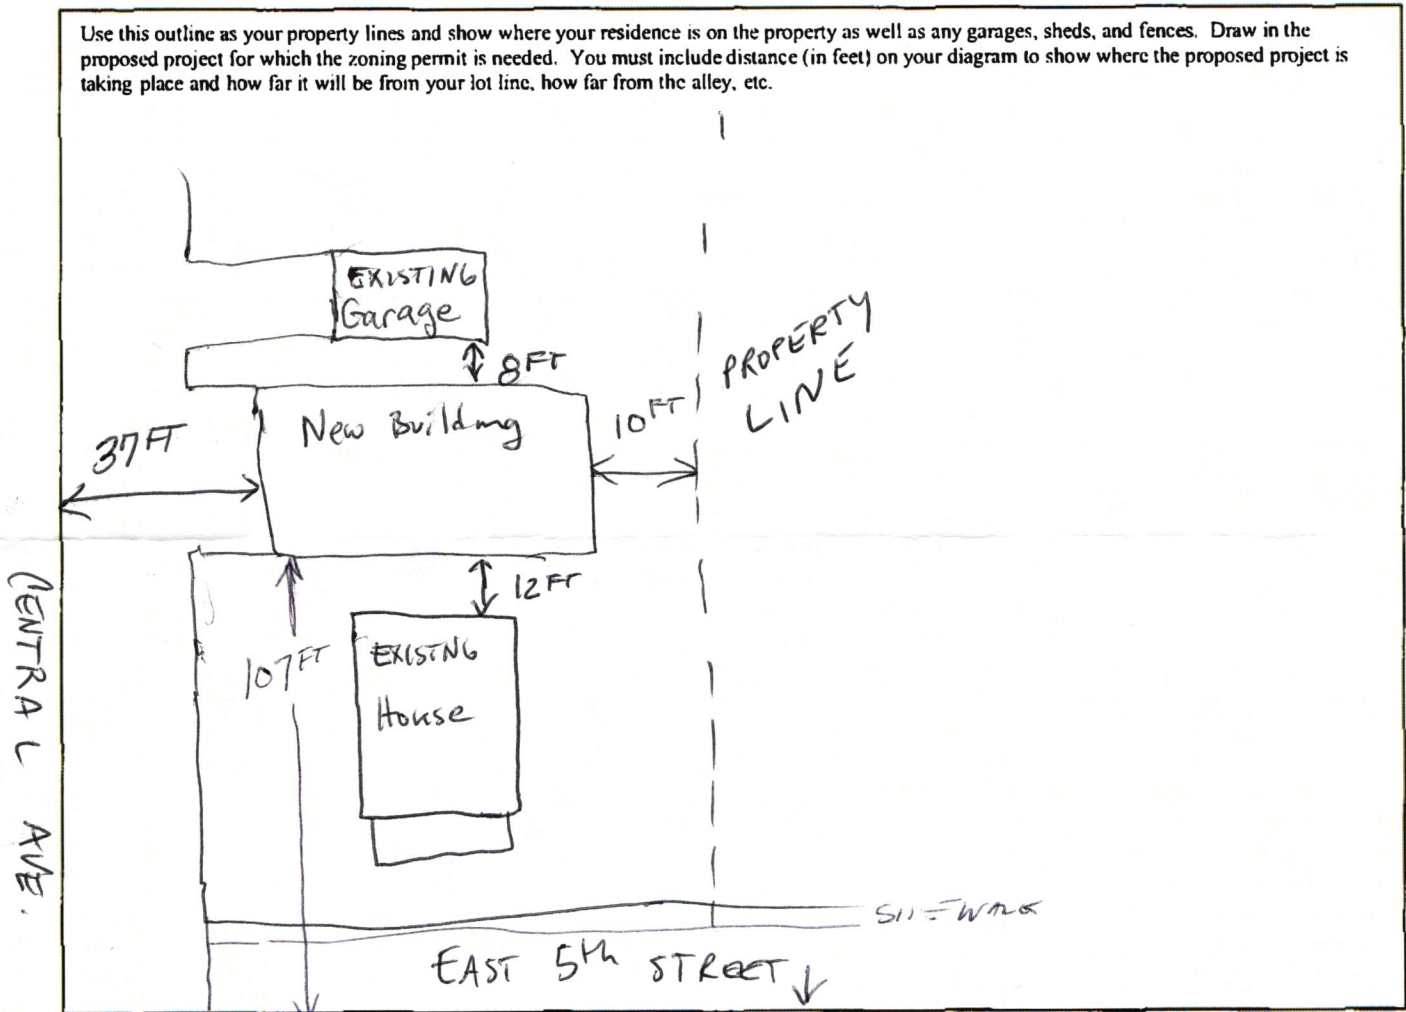 Use this outline as your property lines and show where your residence is on the property as well as any garages, sheds, and fences. Draw in the
proposed project for which the zoning permit is needed. You must include distance (in feet) on your diagram to show where the proposed project is
taking place and how far it will be from your lot line, how far from the alley, etc.
EXISTING
Garage
8FT
PROPERTY
LINE
New Building
10FT
37FT
12FT
CENTRAL AVE.
107FT
EXISTNG
House
SIDEWALK
EAST 5th STREET